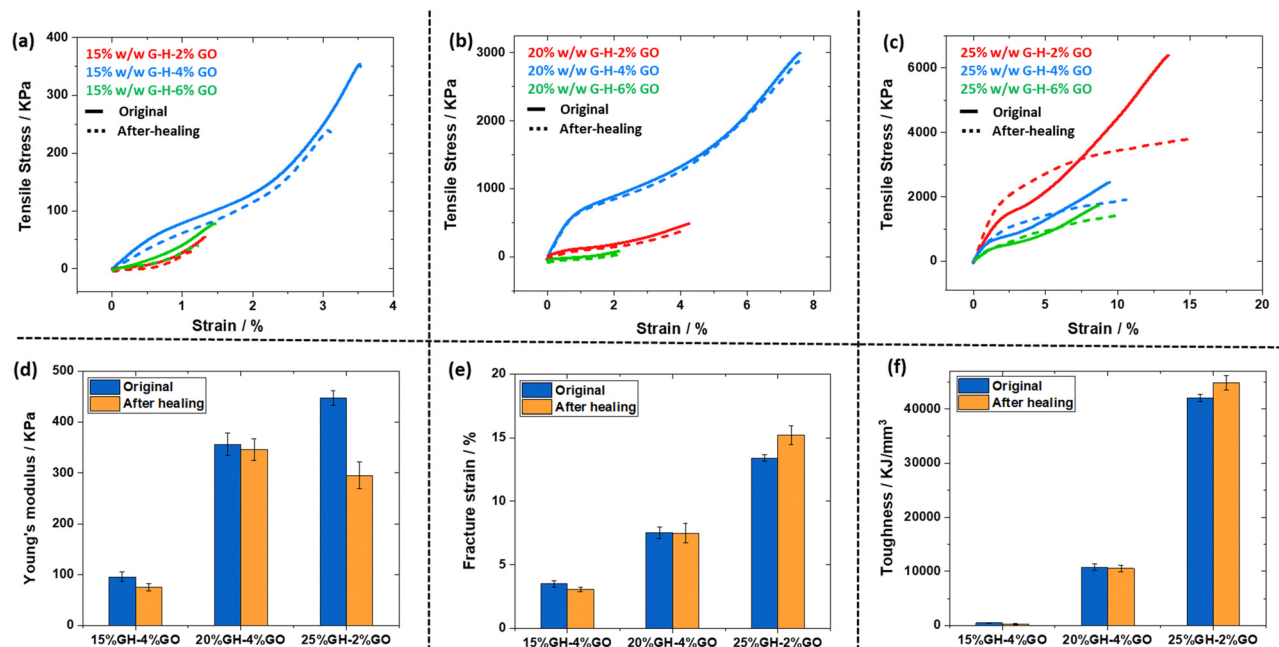 (a)
15% w/w G-H-2% GO
15% w/w G-H-4% GO
15% w/w G-H-6% GO
Original
After-healing
Tensile Stress / KPa
400
350
300
250
200
150
100
50
0
0
1
2
3
4
Strain / %
(b)
20% w/w G-H-2% GO
20% w/w G-H-4% GO
20% w/w G-H-6% GO
Original
After-healing
Tensile Stress / KPa
3000
2000
1000
0
0
2
4
6
8
Strain / %
(c)
25% w/w G-H-2% GO
25% w/w G-H-4% GO
25% w/w G-H-6% GO
Original
After-healing
Tensile Stress / KPa
6000
4000
2000
0
0
5
10
15
20
Strain / %
(d)
Original
After healing
Young's modulus / KPa
500
400
300
200
100
0
15%GH-4%GO
20%GH-4%GO
25%GH-2%GO
(e)
Original
After healing
Fracture strain / %
20
15
10
5
0
15%GH-4%GO
20%GH-4%GO
25%GH-2%GO
(f)
Original
After healing
Toughness / KJ/mm³
40000
30000
20000
10000
0
15%GH-4%GO
20%GH-4%GO
25%GH-2%GO